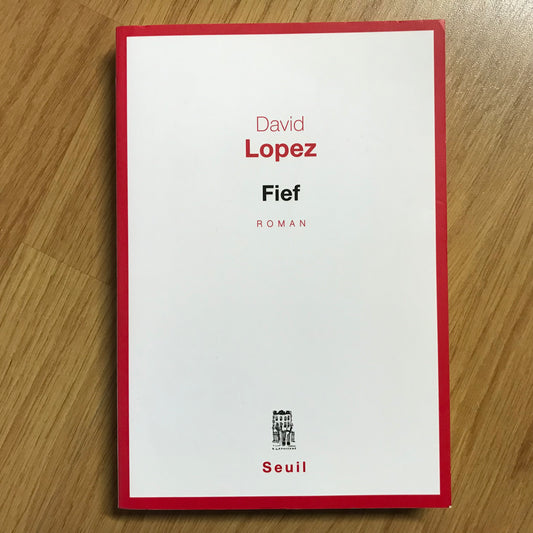 David
Lopez
Fief
ROMAN
Seuil